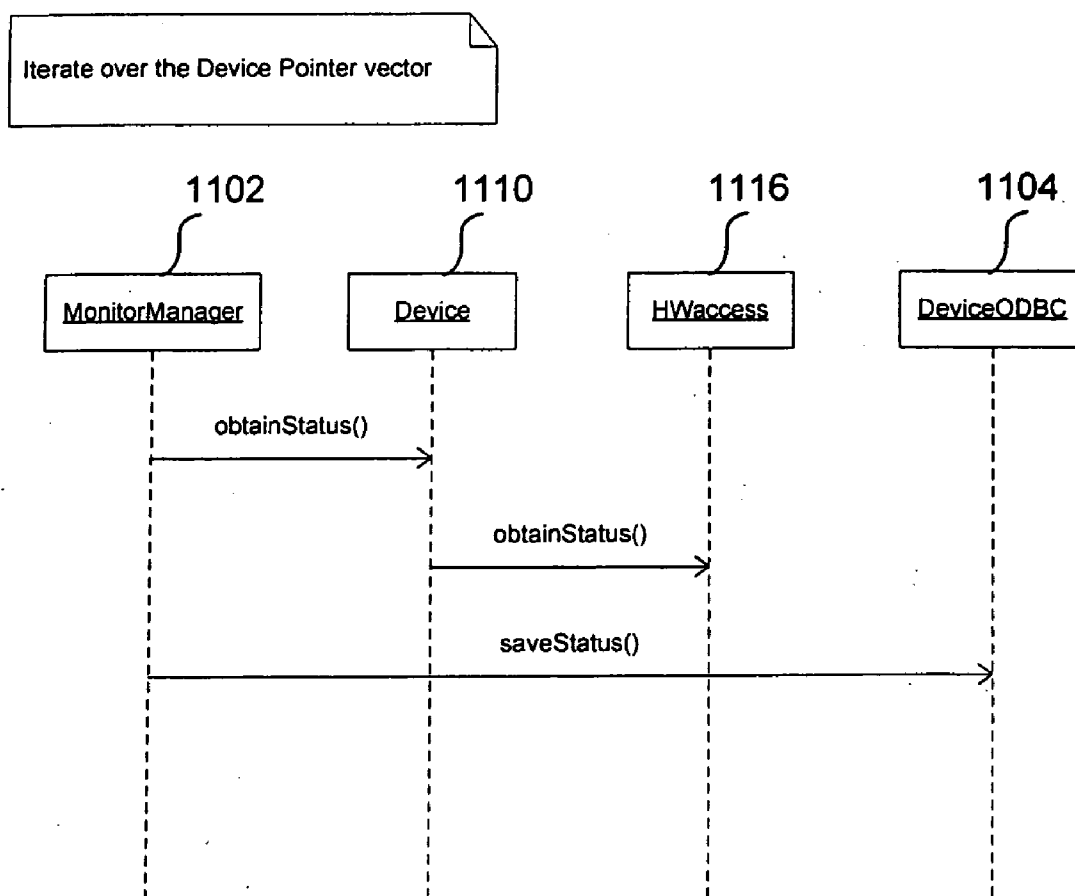 Iterate over the Device Pointer vector
1102 1110 1116 1104
MonitorManager Device HWaccess DeviceODBC
obtainStatus()
obtainStatus()
saveStatus()